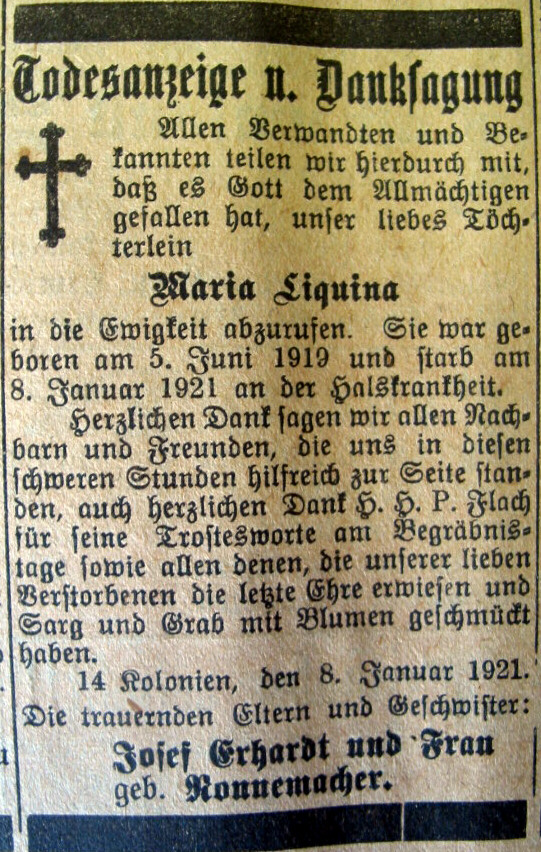 Todesanzeige u. Danksagung
Allen Verwandten und Be-
kannten teilen wir hierdurch mit,
daß es Gott dem Allmächtigen
gefallen hat, unser liebes Töch-
terlein
Maria Liquina
in die Ewigkeit abzurufen. Sie war ge-
boren am 5. Juni 1919 und starb am
8. Januar 1921 an der Halskrankheit.
Herzlichen Dank sagen wir allen Nach-
barn und Freunden, die uns in diesen
schweren Stunden hilfreich zur Seite stan-
den, auch herzlichen Dank H. H. P. Flach
für seine Trostesworte am Begräbnis-
tage sowie allen denen, die unserer lieben
Verstorbenen die letzte Ehre erwiesen und
Sarg und Grab mit Blumen geschmückt
haben.
14 Kolonien, den 8. Januar 1921.
Die trauernden Eltern und Geschwister:
Josef Erhardt und Frau
geb. Nonnemacher.